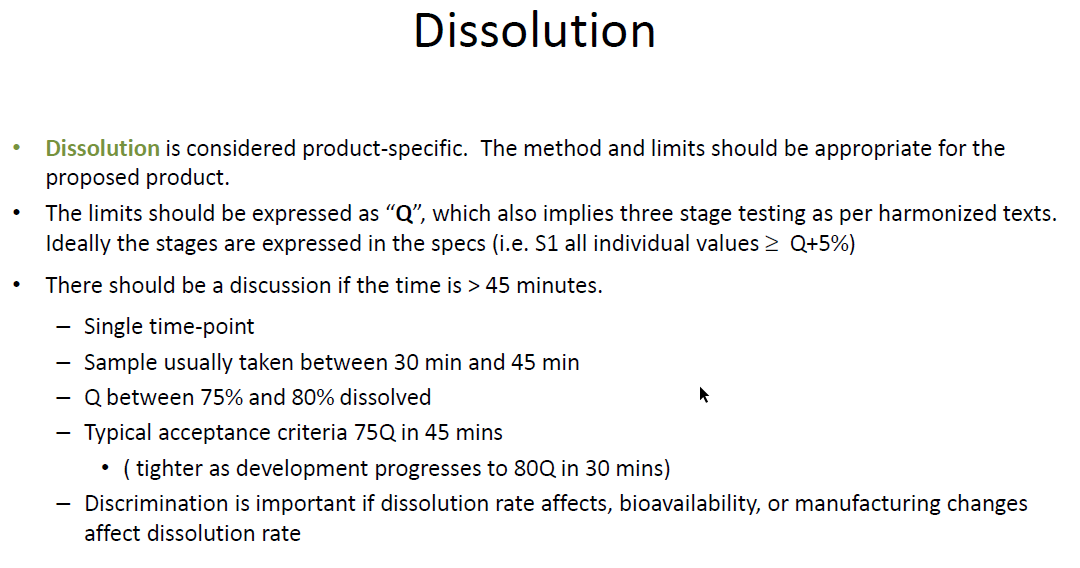 Dissolution
• Dissolution is considered product-specific.  The method and limits should be appropriate for the
proposed product.
• The limits should be expressed as “Q”, which also implies three stage testing as per harmonized texts.
Ideally the stages are expressed in the specs (i.e. S1 all individual values ≥ Q+5%)
• There should be a discussion if the time is > 45 minutes.
– Single time-point
– Sample usually taken between 30 min and 45 min
– Q between 75% and 80% dissolved
– Typical acceptance criteria 75Q in 45 mins
• ( tighter as development progresses to 80Q in 30 mins)
– Discrimination is important if dissolution rate affects, bioavailability, or manufacturing changes
affect dissolution rate